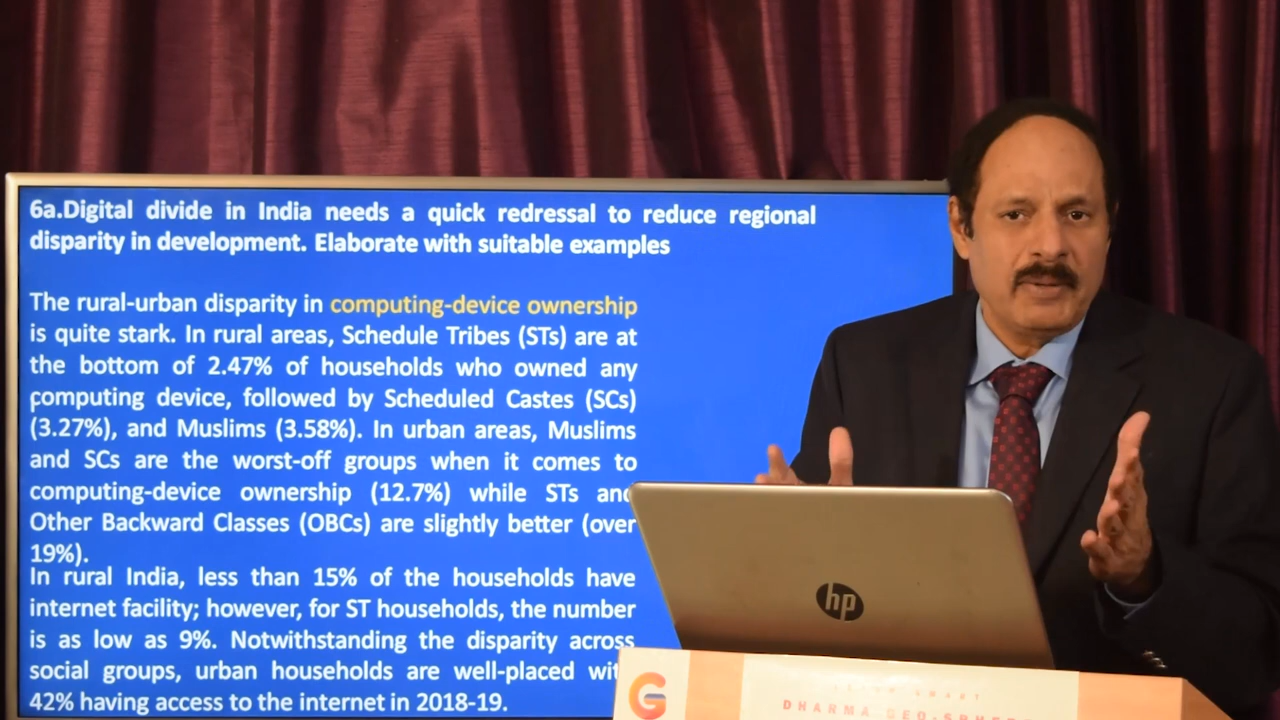 6a.Digital divide in India needs a quick redressal to reduce regional
disparity in development. Elaborate with suitable examples
The rural-urban disparity in computing-device ownership
is quite stark. In rural areas, Schedule Tribes (STs) are at
the bottom of 2.47% of households who owned any
computing device, followed by Scheduled Castes (SCs)
(3.27%), and Muslims (3.58%). In urban areas, Muslims
and SCs are the worst-off groups when it comes to
computing-device ownership (12.7%) while STs and
Other Backward Classes (OBCs) are slightly better (over
19%).
In rural India, less than 15% of the households have
internet facility; however, for ST households, the number
is as low as 9%. Notwithstanding the disparity across
social groups, urban households are well-placed with
42% having access to the internet in 2018-19.
hp
G
DHARMA